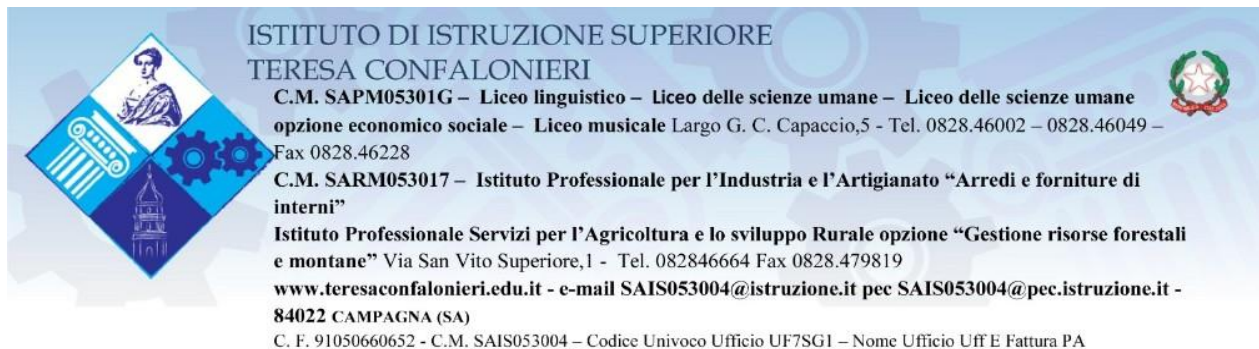 ISTITUTO DI ISTRUZIONE SUPERIORE
TERESA CONFALONIERI
C.M. SAPM05301G – Liceo linguistico – Liceo delle scienze umane – Liceo delle scienze umane
opzione economico sociale – Liceo musicale Largo G. C. Capaccio,5 - Tel. 0828.46002 – 0828.46049 –
Fax 0828.46228
C.M. SARM053017 – Istituto Professionale per l’Industria e l’Artigianato “Arredi e forniture di
interni”
Istituto Professionale Servizi per l’Agricoltura e lo sviluppo Rurale opzione “Gestione risorse forestali
e montane” Via San Vito Superiore,1 - Tel. 082846664 Fax 0828.479819
www.teresaconfalonieri.edu.it - e-mail SAIS053004@istruzione.it pec SAIS053004@pec.istruzione.it -
84022 CAMPAGNA (SA)
C. F. 91050660652 - C.M. SAIS053004 – Codice Univoco Ufficio UF7SG1 – Nome Ufficio Uff E Fattura PA